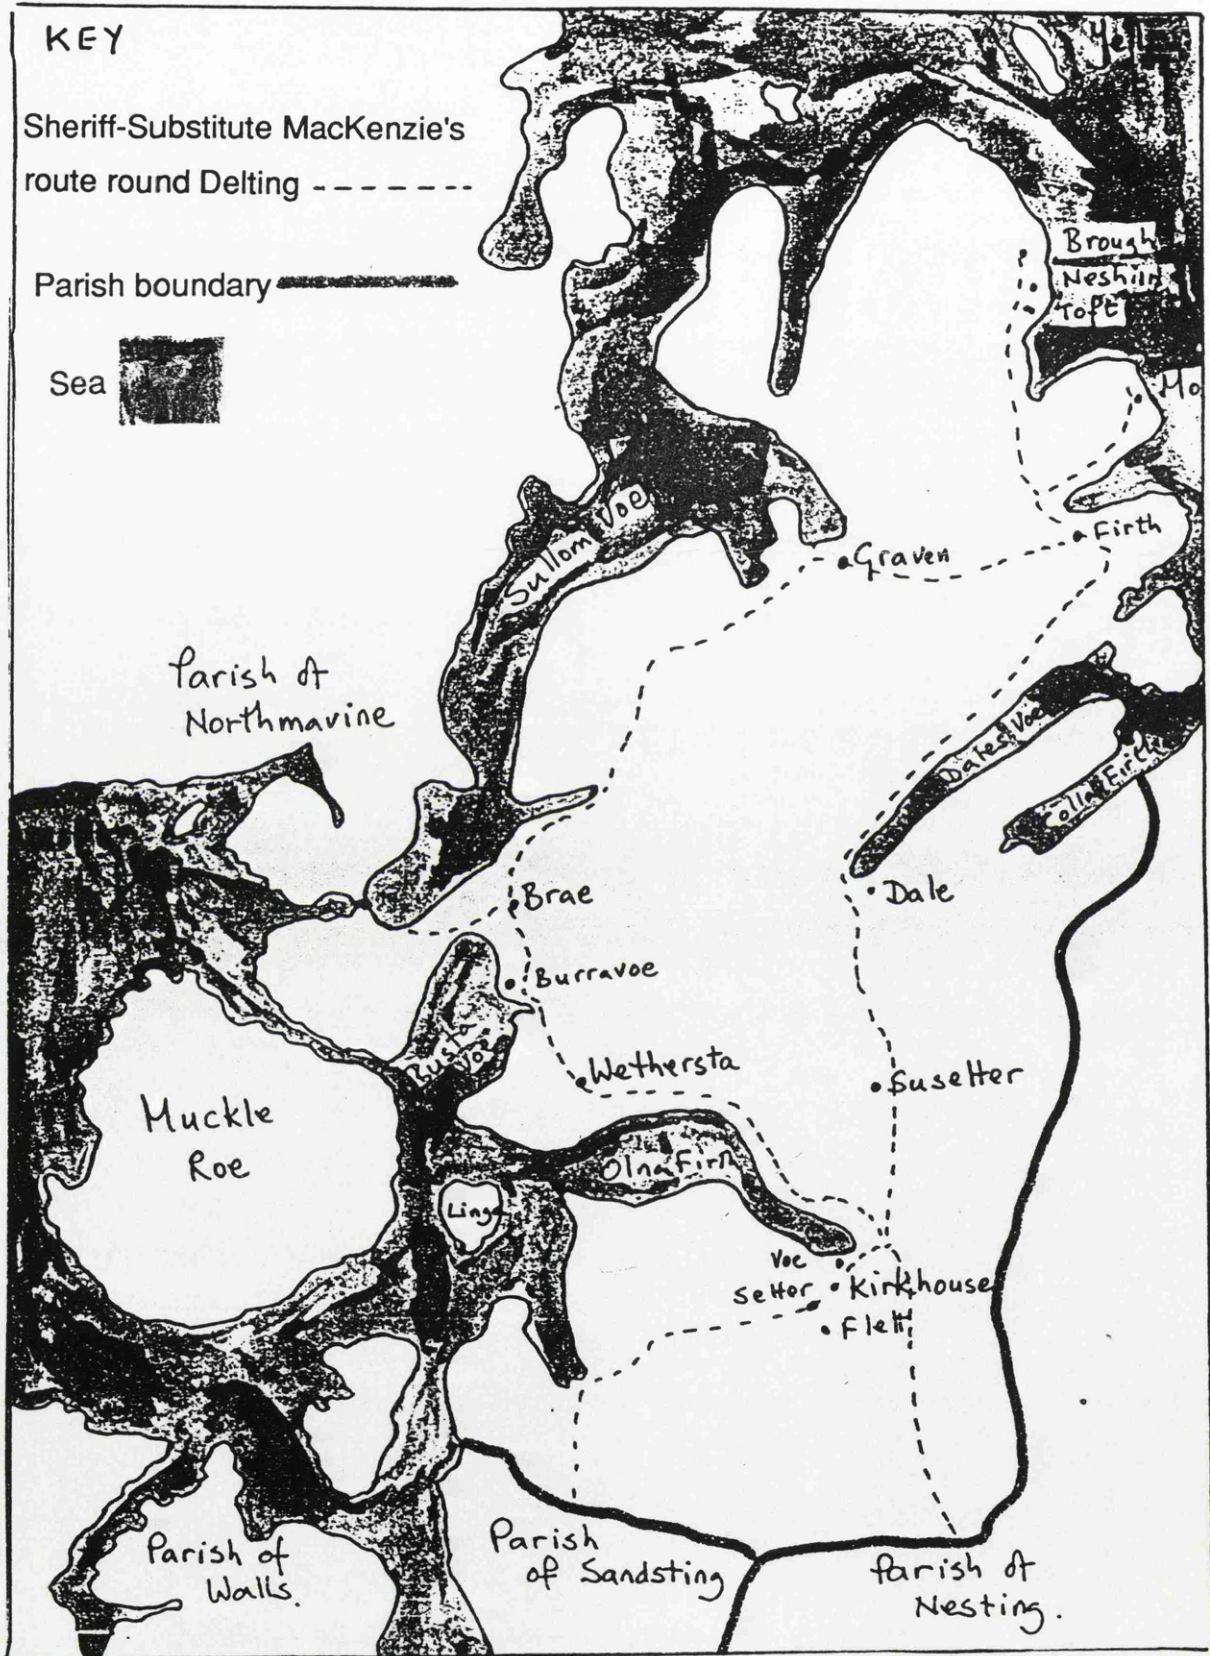 KEY
Sheriff-Substitute MacKenzie's
route round Delting
Parish boundary
Sea
Brough
Toft
Sullom Voe
Graven
Firth
Parish of
Northmavine
Dales Voe
Colla Firth
Brae
Dale
Burravoe
Busta
Voe
Wethersta
Susetter
Muckle
Roe
Olna Firth
Linga
Voe
Setter
Kirkhouse
Flett
Parish of
Walls.
Parish
of Sandsting
Parish of
Nesting.